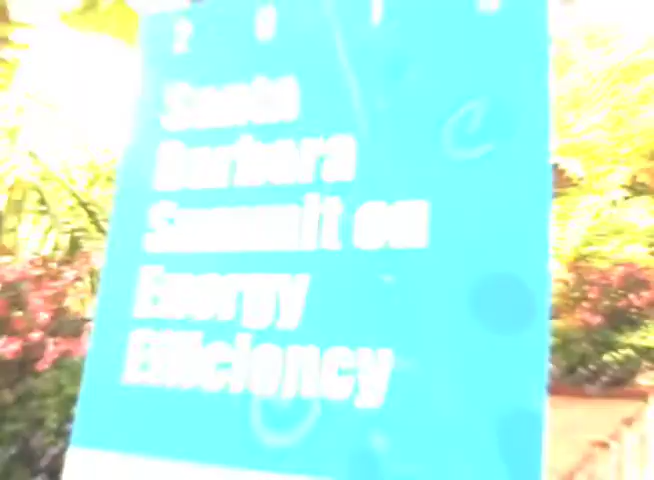 Santa
Barbara
Summit on
Energy
Efficiency